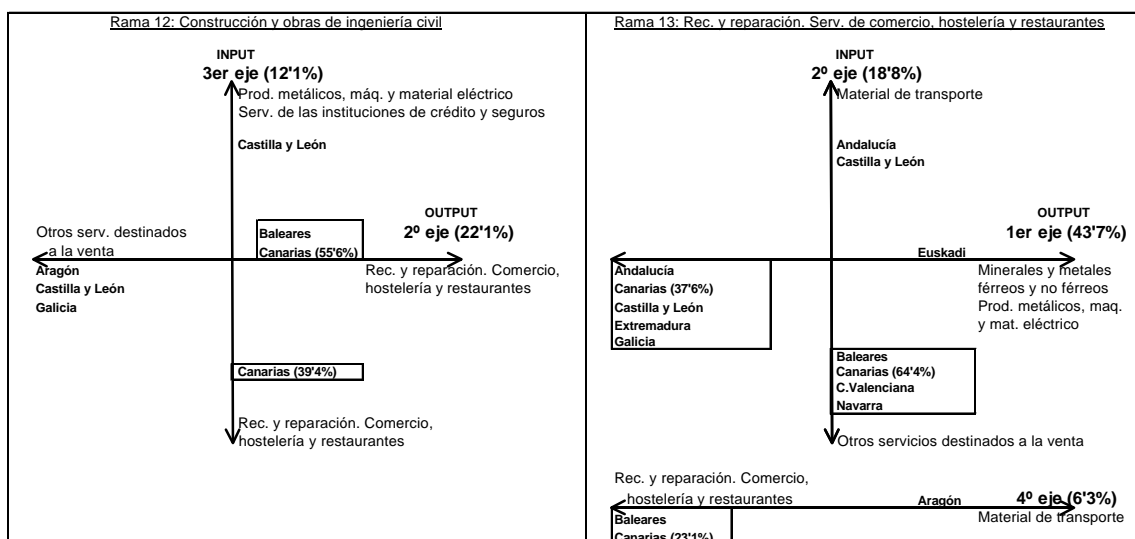 Rama 12: Construcción y obras de ingeniería civil
INPUT
3er eje (12'1%)
Prod. metálicos, máq. y material eléctrico
Serv. de las instituciones de crédito y seguros
Castilla y León
OUTPUT
2º eje (22'1%)
Otros serv. destinados
a la venta
Baleares
Canarias (55'6%)
Aragón
Castilla y León
Galicia
Rec. y reparación. Comercio,
hostelería y restaurantes
Canarias (39'4%)
Rec. y reparación. Comercio,
hostelería y restaurantes
Rama 13: Rec. y reparación. Serv. de comercio, hostelería y restaurantes
INPUT
2º eje (18'8%)
Material de transporte
Andalucía
Castilla y León
OUTPUT
1er eje (43'7%)
Euskadi
Andalucía
Canarias (37'6%)
Castilla y León
Extremadura
Galicia
Minerales y metales
férreos y no férreos
Prod. metálicos, maq.
y mat. eléctrico
Baleares
Canarias (64'4%)
C.Valenciana
Navarra
Otros servicios destinados a la venta
Rec. y reparación. Comercio,
hostelería y restaurantes
Aragón
4º eje (6'3%)
Material de transporte
Baleares
Canarias (23'1%)